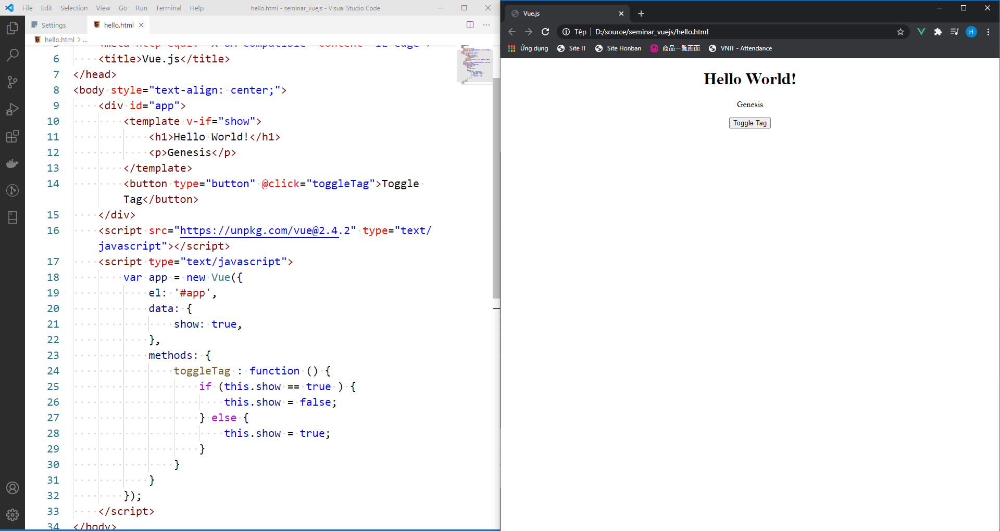 File Edit Selection View Go Run Terminal Help hello.html - seminar_vuejs - Visual Studio Code
Settings hello.html
hello.html > ...
6 <title>Vue.js</title>
7 </head>
8 <body style="text-align: center;">
9 <div id="app">
10 <template v-if="show">
11 <h1>Hello World!</h1>
12 <p>Genesis</p>
13 </template>
14 <button type="button" @click="toggleTag">Toggle
Tag</button>
15 </div>
16 <script src="https://unpkg.com/vue@2.4.2" type="text/
javascript"></script>
17 <script type="text/javascript">
18 var app = new Vue({
19 el: '#app',
20 data: {
21 show: true,
22 },
23 methods: {
24 toggleTag : function () {
25 if (this.show == true ) {
26 this.show = false;
27 } else {
28 this.show = true;
29 }
30 }
31 }
32 });
33 </script>
34 </body>
Vue.js
Tệp D:/source/seminar_vuejs/hello.html
H
Ứng dụng Site IT Site Honban 商品一覧画面 VNIT - Attendance
Hello World!
Genesis
Toggle Tag